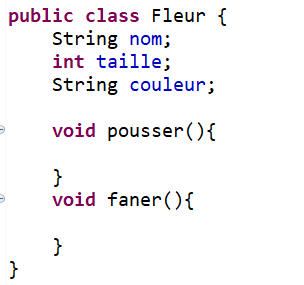 public class Fleur {
String nom;
int taille;
String couleur;
void pousser(){
}
void faner(){
}
}